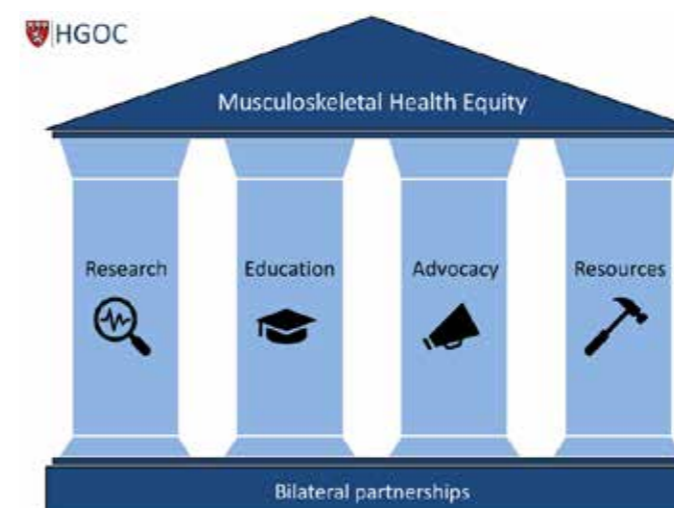 HGOC
Musculoskeletal Health Equity
Research
Education
Advocacy
Resources
Bilateral partnerships